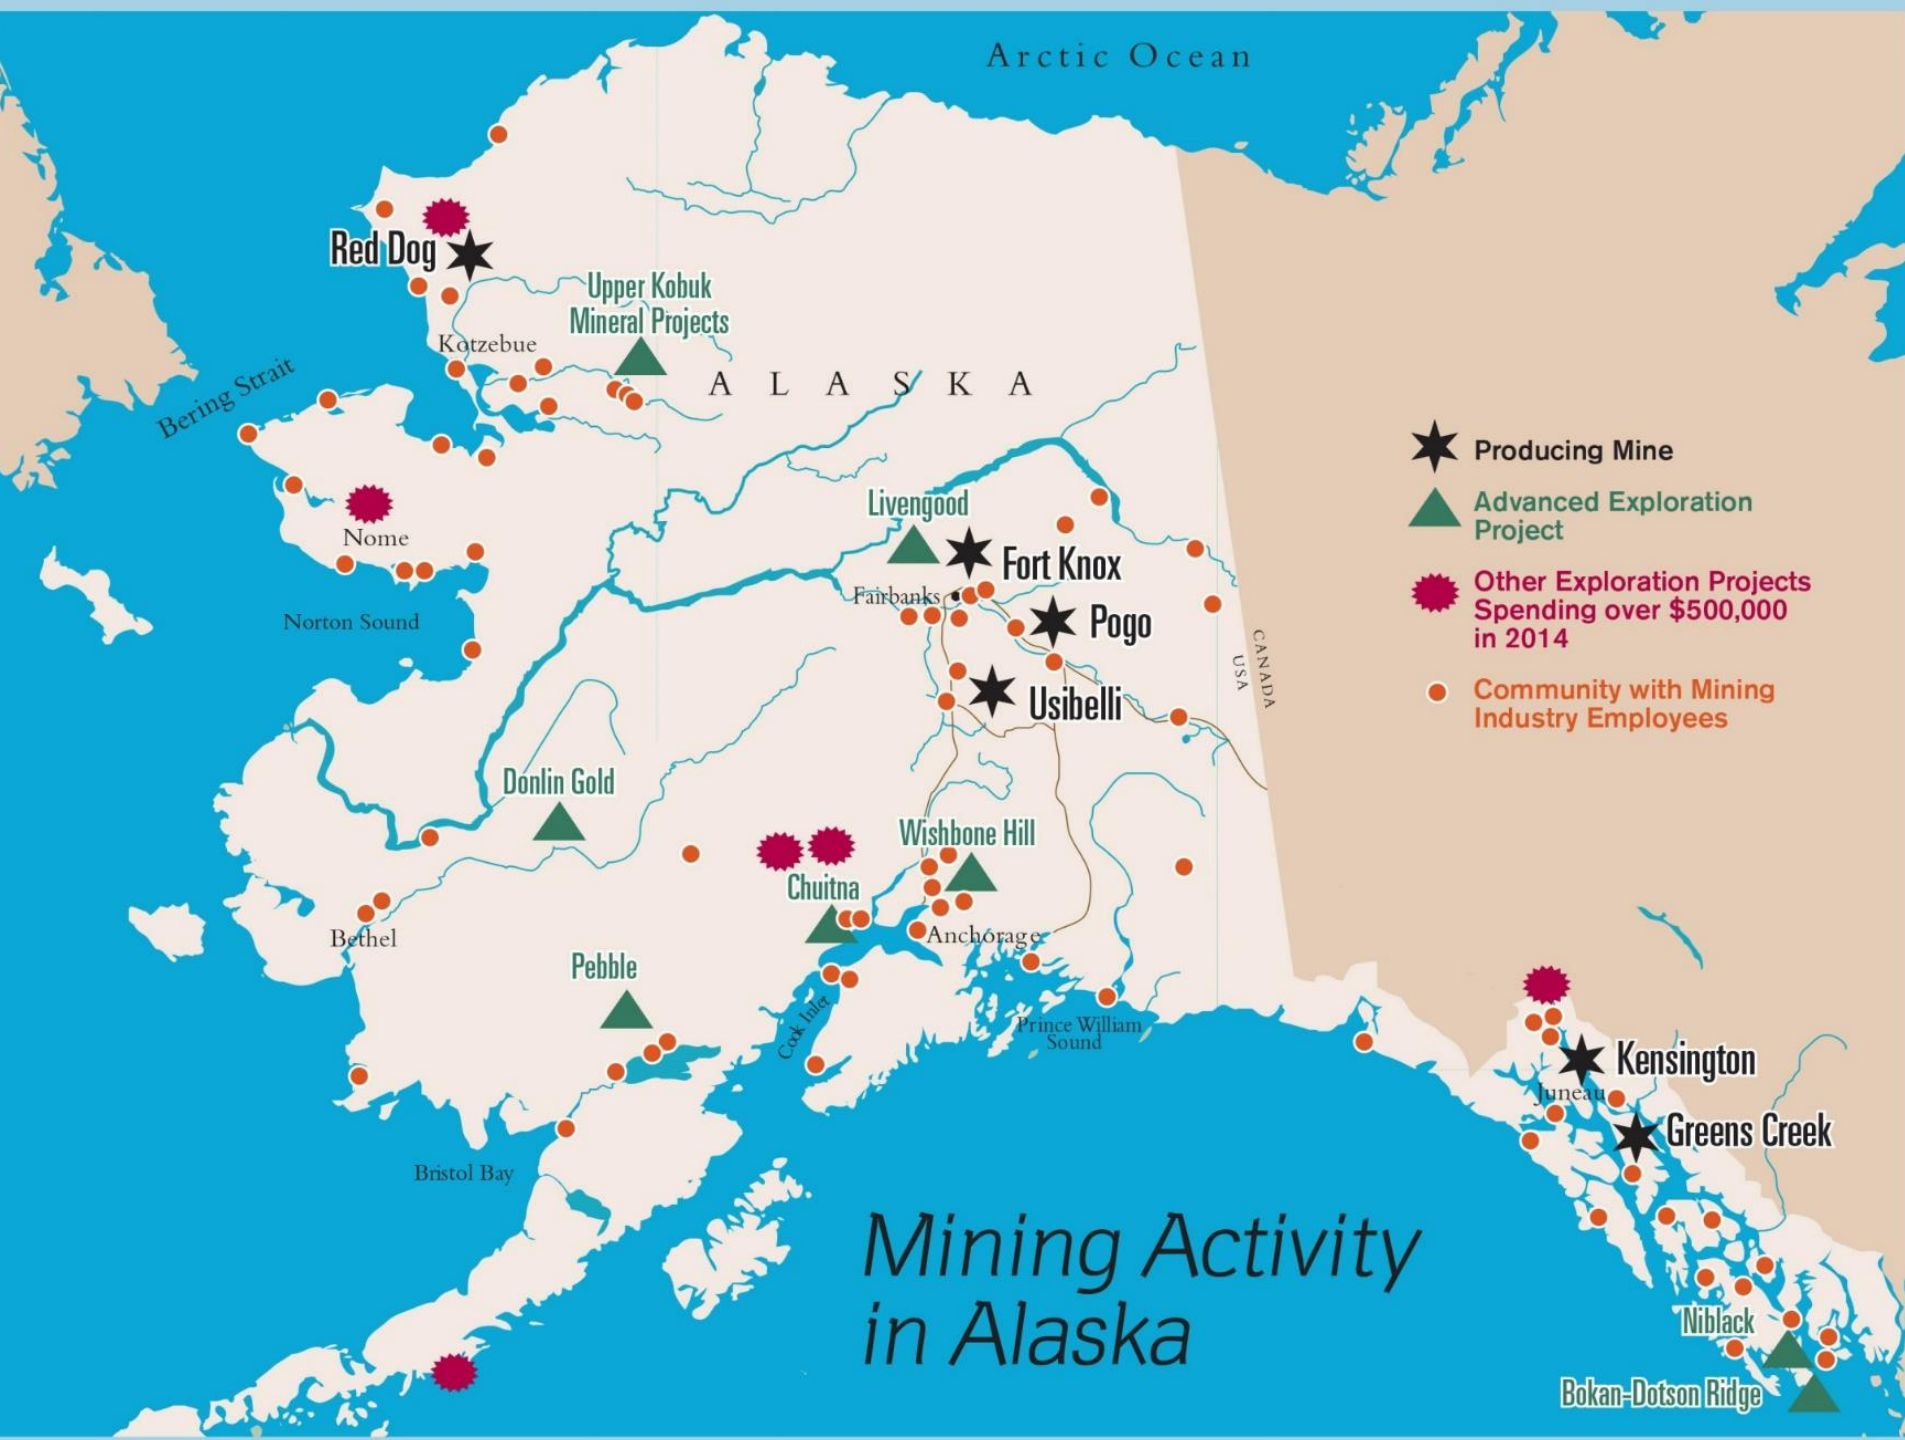 Arctic Ocean
Red Dog
Upper Kobuk
Mineral Projects
Kotzebue
Bering Strait
ALASKA
Producing Mine
Advanced Exploration
Project
Livengood
Nome
Fort Knox
Other Exploration Projects
Spending over $500,000
in 2014
Fairbanks
Norton Sound
Pogo
CANADA
USA
Community with Mining
Industry Employees
Usibelli
Donlin Gold
Wishbone Hill
Chuitna
Bethel
Anchorage
Pebble
Cook Inlet
Prince William
Sound
Kensington
Juneau
Greens Creek
Bristol Bay
Mining Activity
in Alaska
Niblack
Bokan-Dotson Ridge